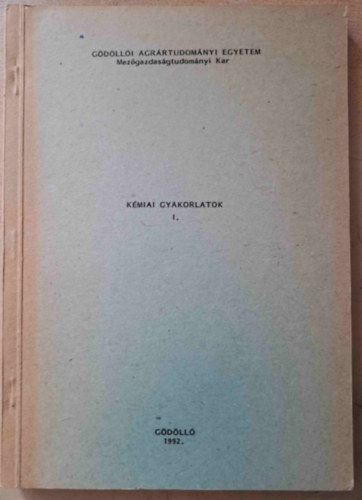 GÖDÖLLŐI AGRÁRTUDOMÁNYI EGYETEM
Mezőgazdaságtudományi Kar
KÉMIAI GYAKORLATOK
I.
GÖDÖLLŐ
1992.